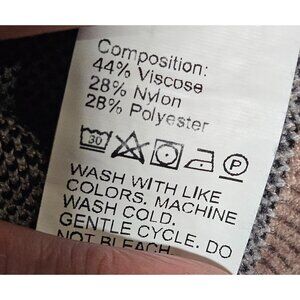 Composition:
44% Viscose
28% Nylon
28% Polyester
30
P
WASH WITH LIKE
COLORS. MACHINE
WASH COLD.
GENTLE CYCLE. DO
NOT BLEACH.